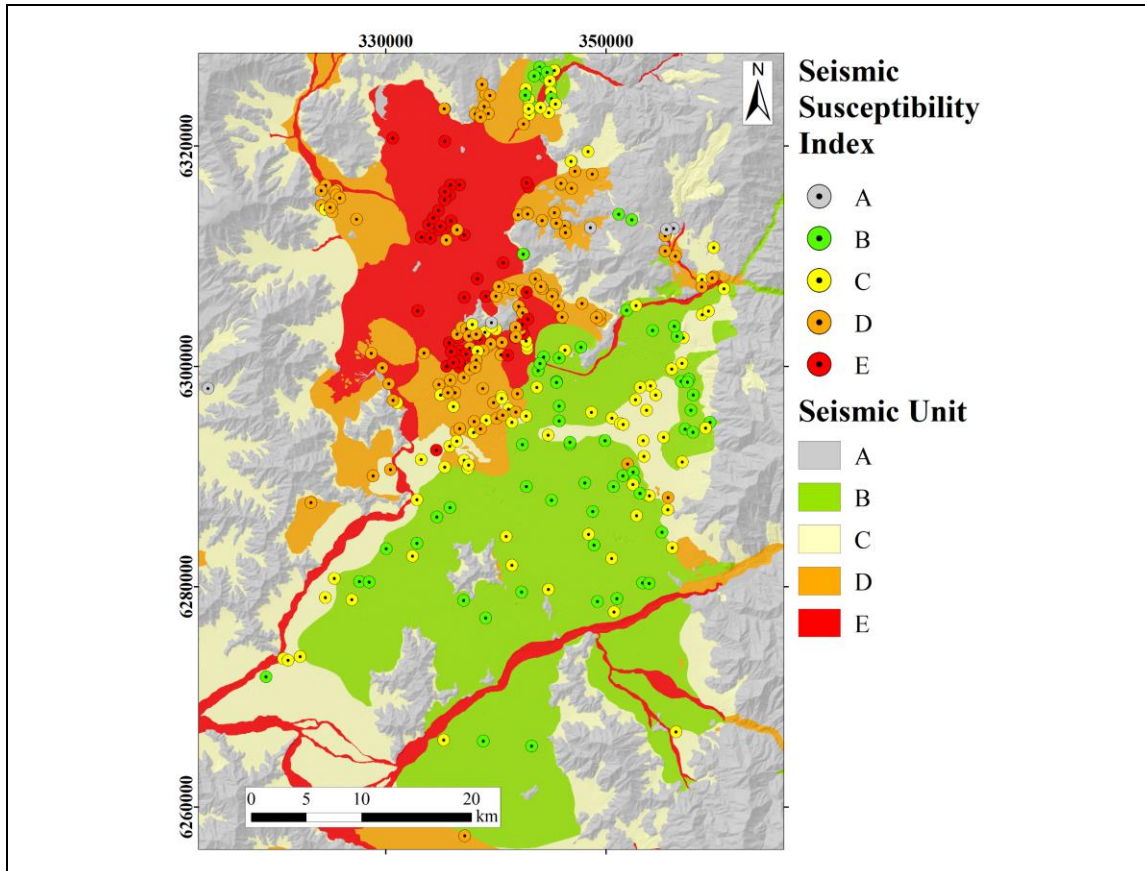 330000
350000
N
6320000
6300000
6280000
6260000
0
5
10
20
km
Seismic
Susceptibility
Index
A
B
C
D
E
Seismic Unit
A
B
C
D
E